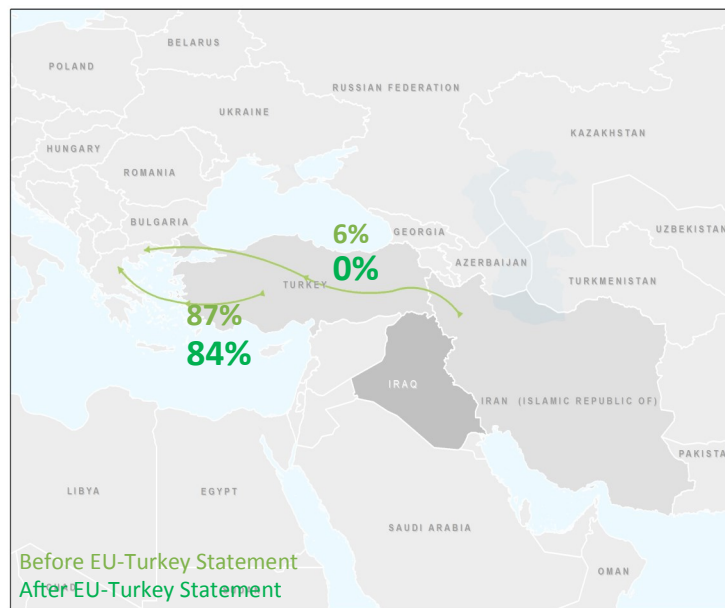 BELARUS
POLAND
RUSSIAN FEDERATION
UKRAINE
KAZAKHSTAN
HUNGARY
ROMANIA
BULGARIA
6%
GEORGIA
UZBEKISTAN
0%
AZERBAIJAN
TURKMENISTAN
TURKEY
87%
84%
IRAQ
IRAN (ISLAMIC REPUBLIC OF)
PAKISTA
LIBYA
EGYPT
SAUDI ARABIA
Before EU-Turkey Statement
OMAN
After EU-Turkey Statement